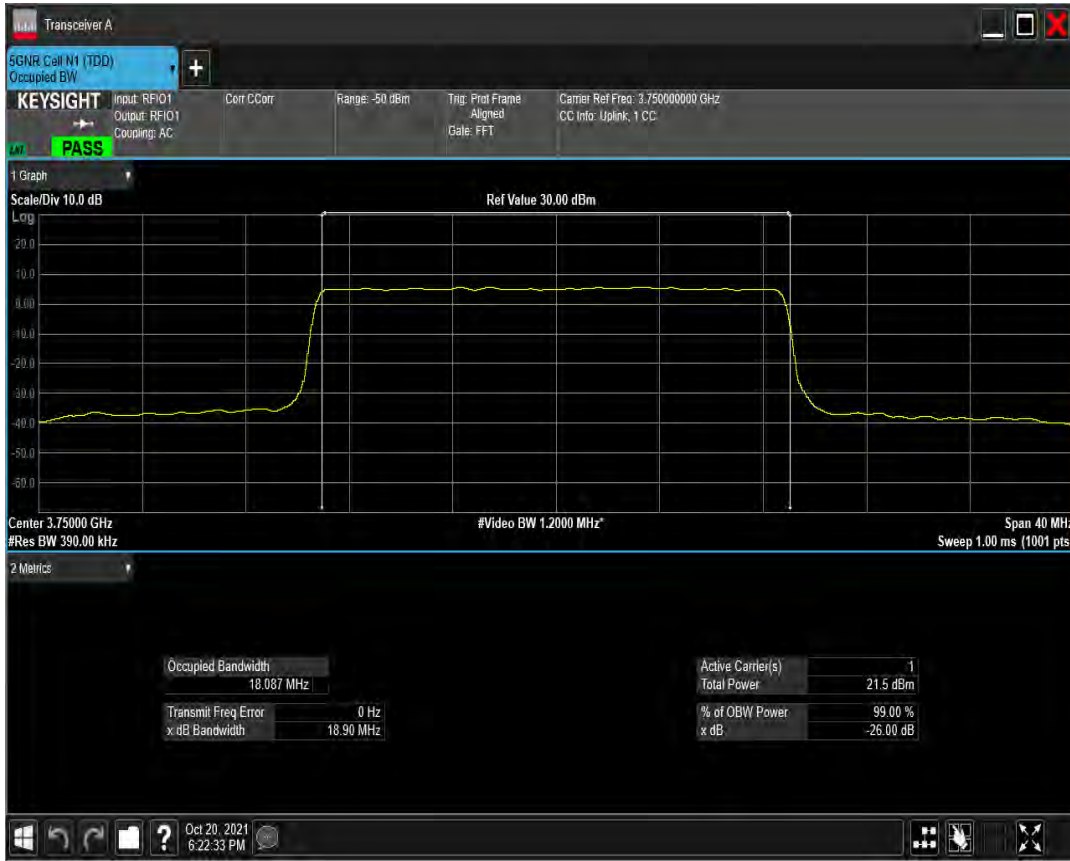 Transceiver A
5GNR Cell N1 (TDD)
Occupied BW
KEYSIGHT
PASS
Input: RFIO1
Output: RFIO1
Coupling: AC
Corr CCorr
Range: -50 dBm
Trig: Prot Frame
Aligned
Gate: FFT
Carrier Ref Freq: 3.750000000 GHz
CC Info: Uplink, 1 CC
1 Graph
Scale/Div 10.0 dB
Ref Value 30.00 dBm
Log
20.0
10.0
0.00
-10.0
-20.0
-30.0
-40.0
-50.0
-60.0
Center 3.75000 GHz
#Video BW 1.2000 MHz*
Span 40 MHz
#Res BW 390.00 kHz
Sweep 1.00 ms (1001 pts
2 Metrics
Occupied Bandwidth
18.087 MHz
Transmit Freq Error 0 Hz
x dB Bandwidth 18.90 MHz
Active Carrier(s) 1
Total Power 21.5 dBm
% of OBW Power 99.00 %
x dB -26.00 dB
Oct 20, 2021
6:22:33 PM